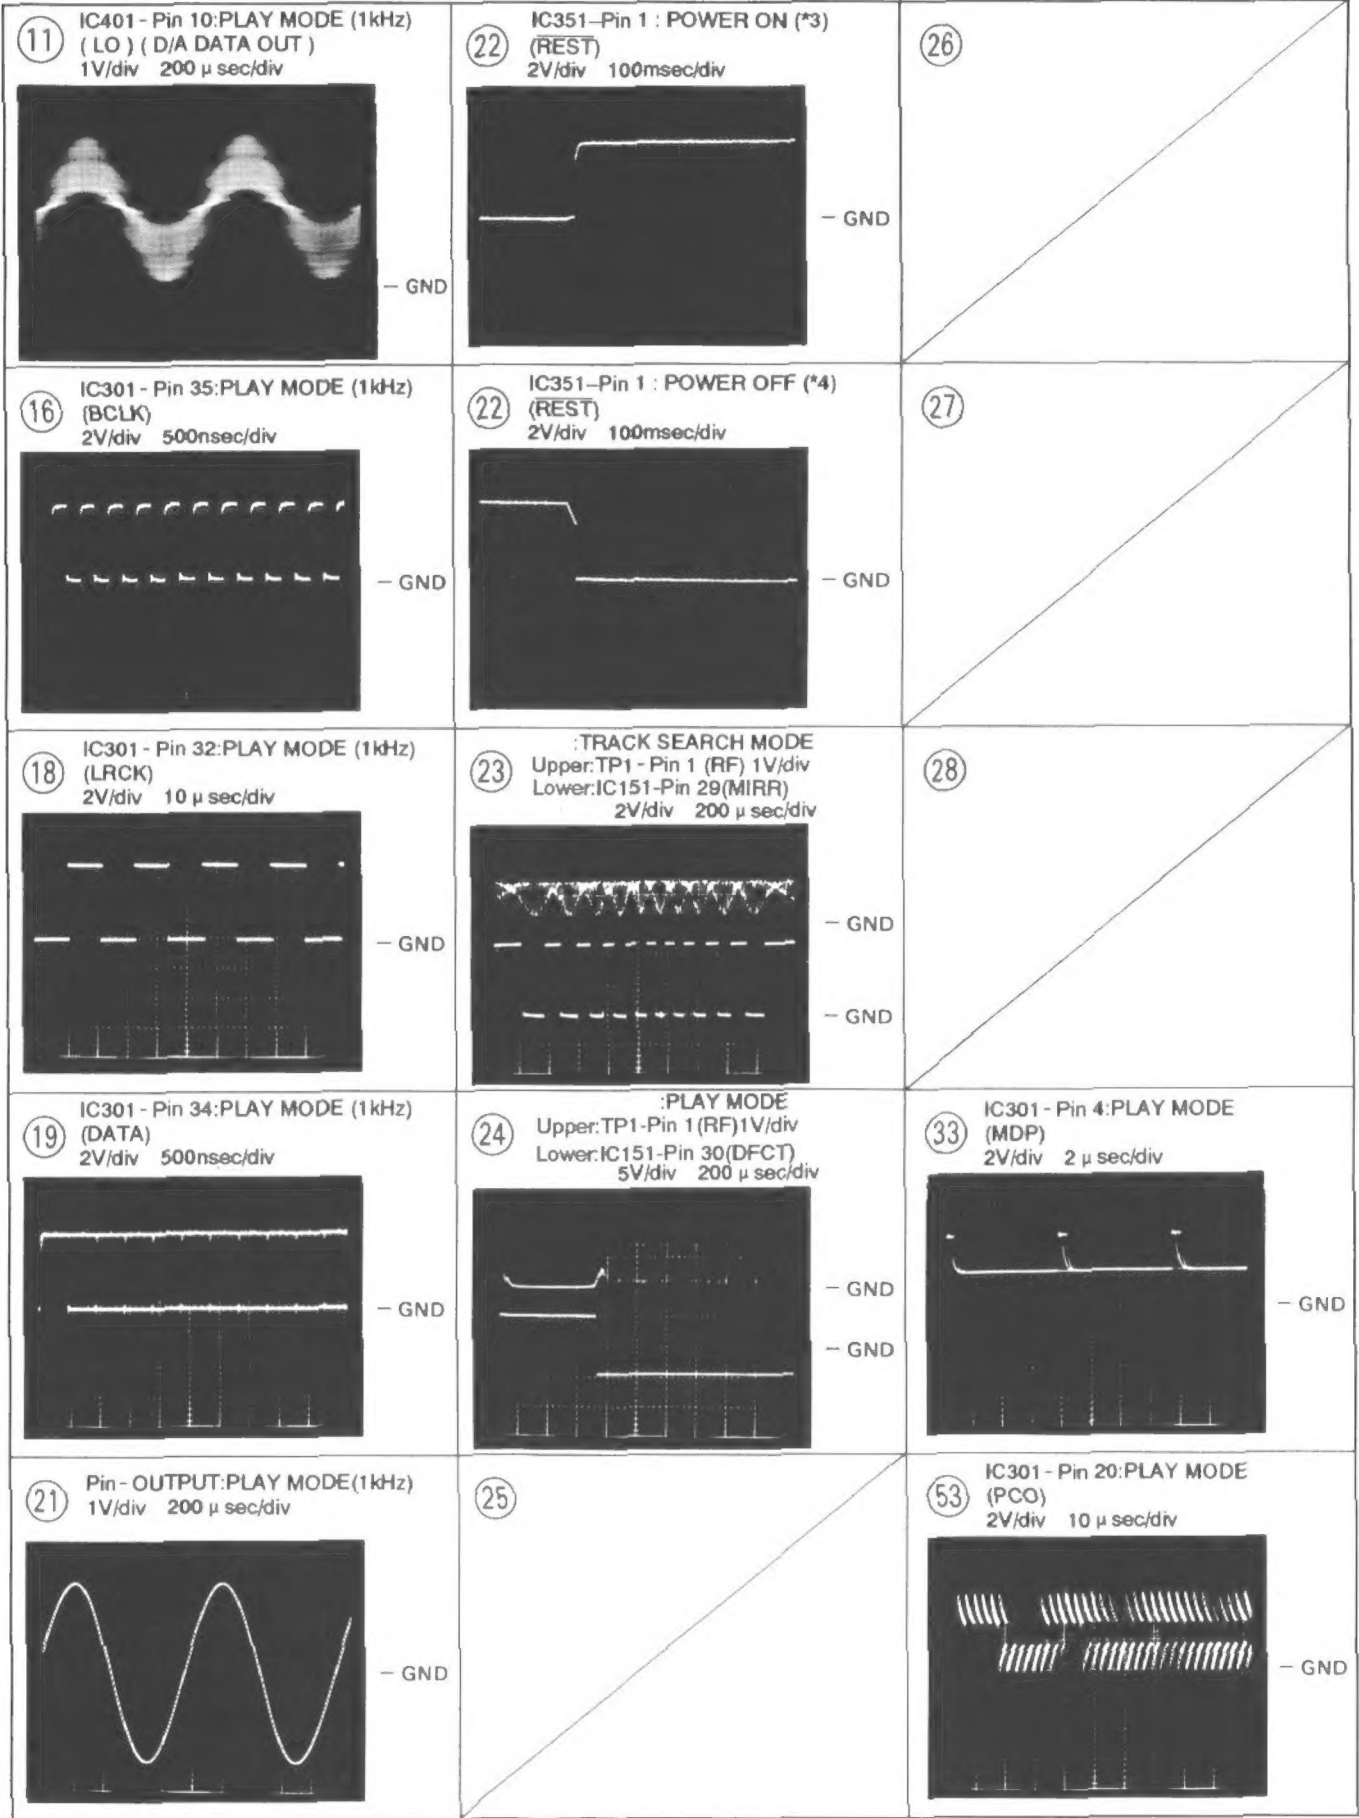 11
IC401 - Pin 10:PLAY MODE (1kHz)
( LO ) ( D/A DATA OUT )
1V/div 200 µ sec/div
– GND
22
IC351–Pin 1 : POWER ON (*3)
(REST)
2V/div 100msec/div
– GND
26
16
IC301 - Pin 35:PLAY MODE (1kHz)
(BCLK)
2V/div 500nsec/div
– GND
22
IC351–Pin 1 : POWER OFF (*4)
(REST)
2V/div 100msec/div
– GND
27
18
IC301 - Pin 32:PLAY MODE (1kHz)
(LRCK)
2V/div 10 µ sec/div
– GND
23
:TRACK SEARCH MODE
Upper:TP1 - Pin 1 (RF) 1V/div
Lower:IC151-Pin 29(MIRR)
2V/div 200 µ sec/div
– GND
– GND
28
19
IC301 - Pin 34:PLAY MODE (1kHz)
(DATA)
2V/div 500nsec/div
– GND
24
:PLAY MODE
Upper:TP1-Pin 1(RF)1V/div
Lower:IC151-Pin 30(DFCT)
5V/div 200 µ sec/div
– GND
– GND
33
IC301 - Pin 4:PLAY MODE
(MDP)
2V/div 2 µ sec/div
– GND
21
Pin - OUTPUT:PLAY MODE(1kHz)
1V/div 200 µ sec/div
– GND
25
53
IC301 - Pin 20:PLAY MODE
(PCO)
2V/div 10 µ sec/div
– GND